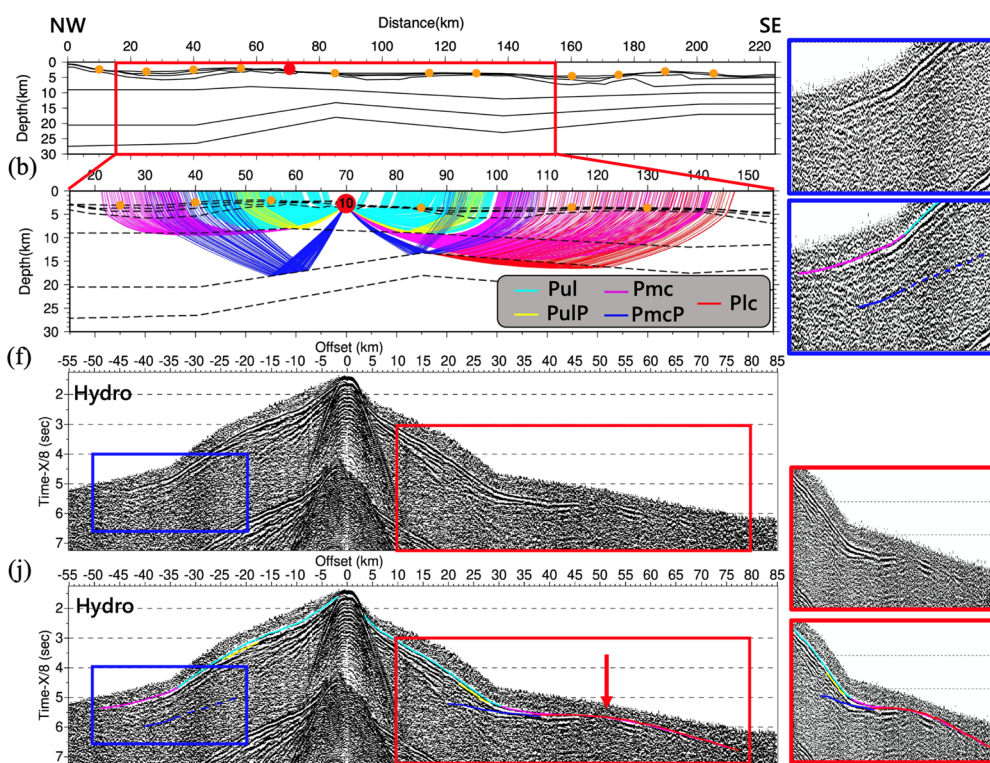 NW Distance(km) SE
0 20 40 60 80 100 120 140 160 180 200 220
Depth(km)
0
5
10
15
20
25
30
(b) 20 30 40 50 60 70 80 90 100 110 120 130 140 150
Depth(km)
0
5
10
15
20
25
30
10
Pul Pmc Plc
PulP PmcP
(f) -55 -50 -45 -40 -35 -30 -25 -20 -15 -10 -5 0 5 10 15 20 25 30 35 40 45 50 55 60 65 70 75 80 85
Offset (km)
Hydro
Time-X/8 (sec)
2
3
4
5
6
7
Offset (km)
(j) -55 -50 -45 -40 -35 -30 -25 -20 -15 -10 -5 0 5 10 15 20 25 30 35 40 45 50 55 60 65 70 75 80 85
Hydro
Time-X/8 (sec)
2
3
4
5
6
7